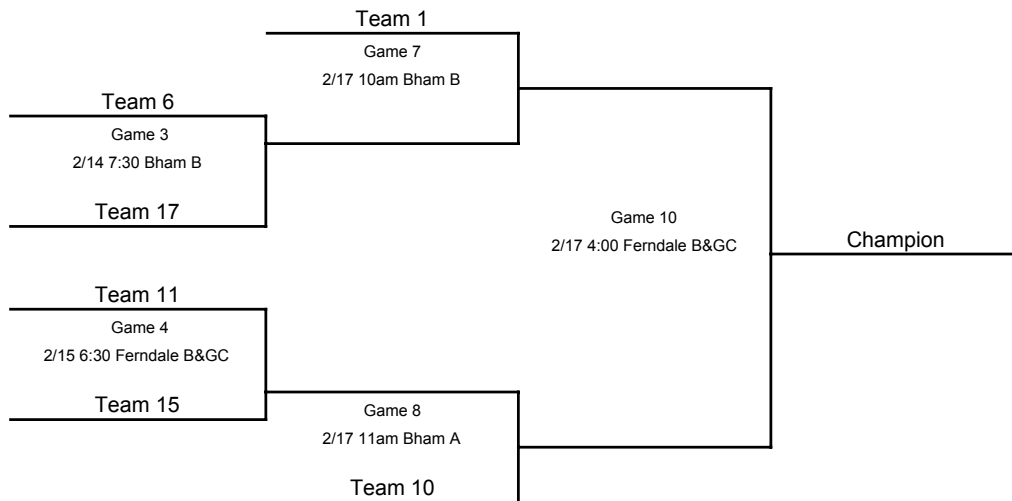 Team 1
Game 7
2/17 10am Bham B
Team 6
Game 3
2/14 7:30 Bham B
Team 17
Game 10
2/17 4:00 Ferndale B&GC
Champion
Team 11
Game 4
2/15 6:30 Ferndale B&GC
Team 15
Game 8
2/17 11am Bham A
Team 10